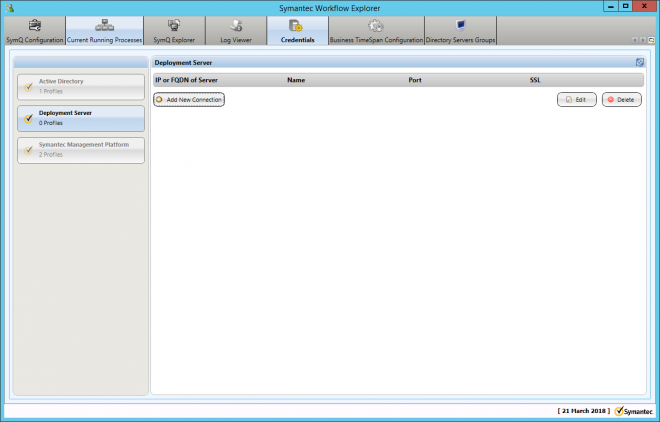 Symantec Workflow Explorer
SymQ Configuration Current Running Processes SymQ Explorer Log Viewer Credentials Business TimeSpan Configuration Directory Servers Groups
Active Directory
1 Profiles
Deployment Server
0 Profiles
Symantec Management Platform
2 Profiles
Deployment Server
IP or FQDN of Server Name Port SSL
Add New Connection Edit Delete
[ 21 March 2018 ] Symantec